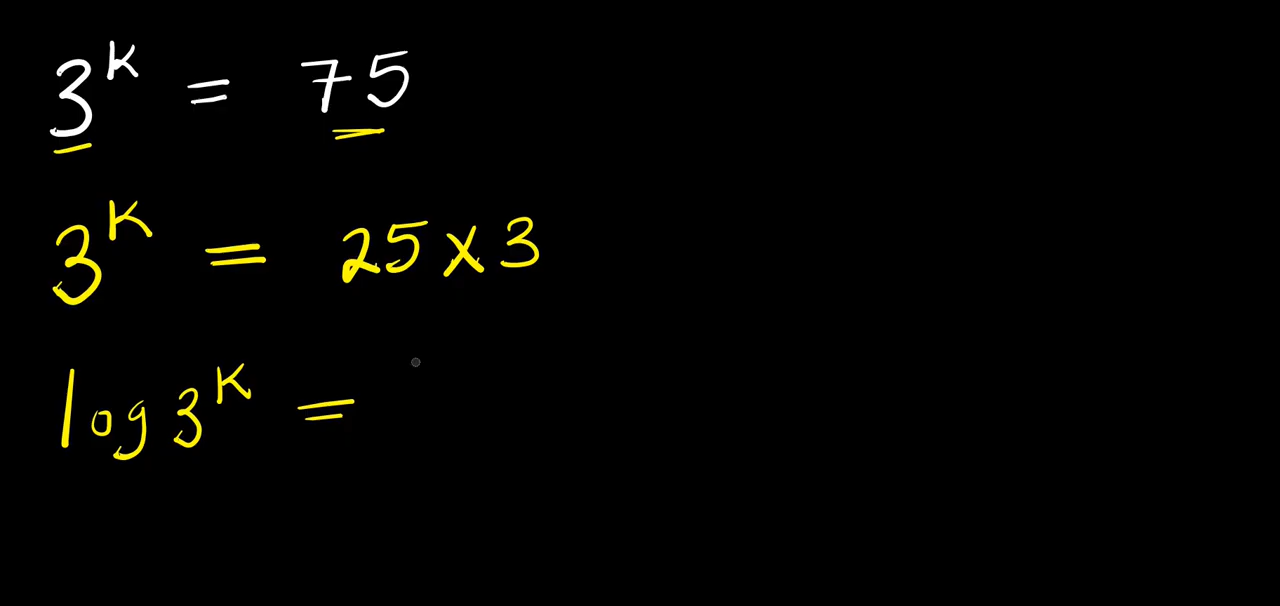 3^K = 75
3^K = 25 x 3
log 3^K =